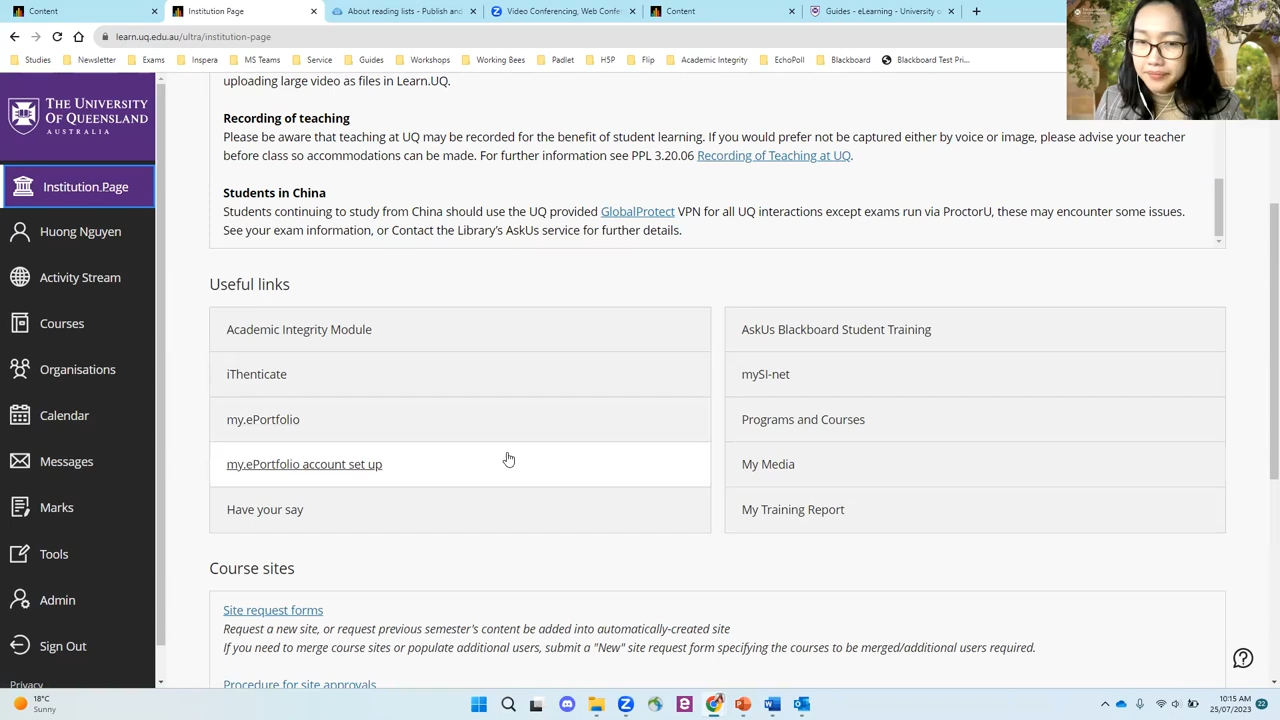 Content
Institution Page
About reading lists - Publish and
Video Conferencing, Web Confer
Content
Guides - eLearning - University o
learn.uq.edu.au/ultra/institution-page
Studies
Newsletter
Exams
Inspera
MS Teams
Service
Guides
Workshops
Working Bees
Padlet
H5P
Flip
Academic Integrity
EchoPoll
Blackboard
Blackboard Test Pri...
THE UNIVERSITY
OF QUEENSLAND
AUSTRALIA
Institution Page
Huong Nguyen
Activity Stream
Courses
Organisations
Calendar
Messages
Marks
Tools
Admin
Sign Out
Privacy
uploading large video as files in Learn.UQ.
Recording of teaching
Please be aware that teaching at UQ may be recorded for the benefit of student learning. If you would prefer not be captured either by voice or image, please advise your teacher
before class so accommodations can be made. For further information see PPL 3.20.06 Recording of Teaching at UQ.
Students in China
Students continuing to study from China should use the UQ provided GlobalProtect VPN for all UQ interactions except exams run via ProctorU, these may encounter some issues.
See your exam information, or Contact the Library's AskUs service for further details.
Useful links
Academic Integrity Module
AskUs Blackboard Student Training
iThenticate
mySI-net
my.ePortfolio
Programs and Courses
my.ePortfolio account set up
My Media
Have your say
My Training Report
Course sites
Site request forms
Request a new site, or request previous semester's content be added into automatically-created site
If you need to merge course sites or populate additional users, submit a "New" site request form specifying the courses to be merged/additional users required.
Procedure for site approvals
18°C
Sunny
10:15 AM
25/07/2023
22